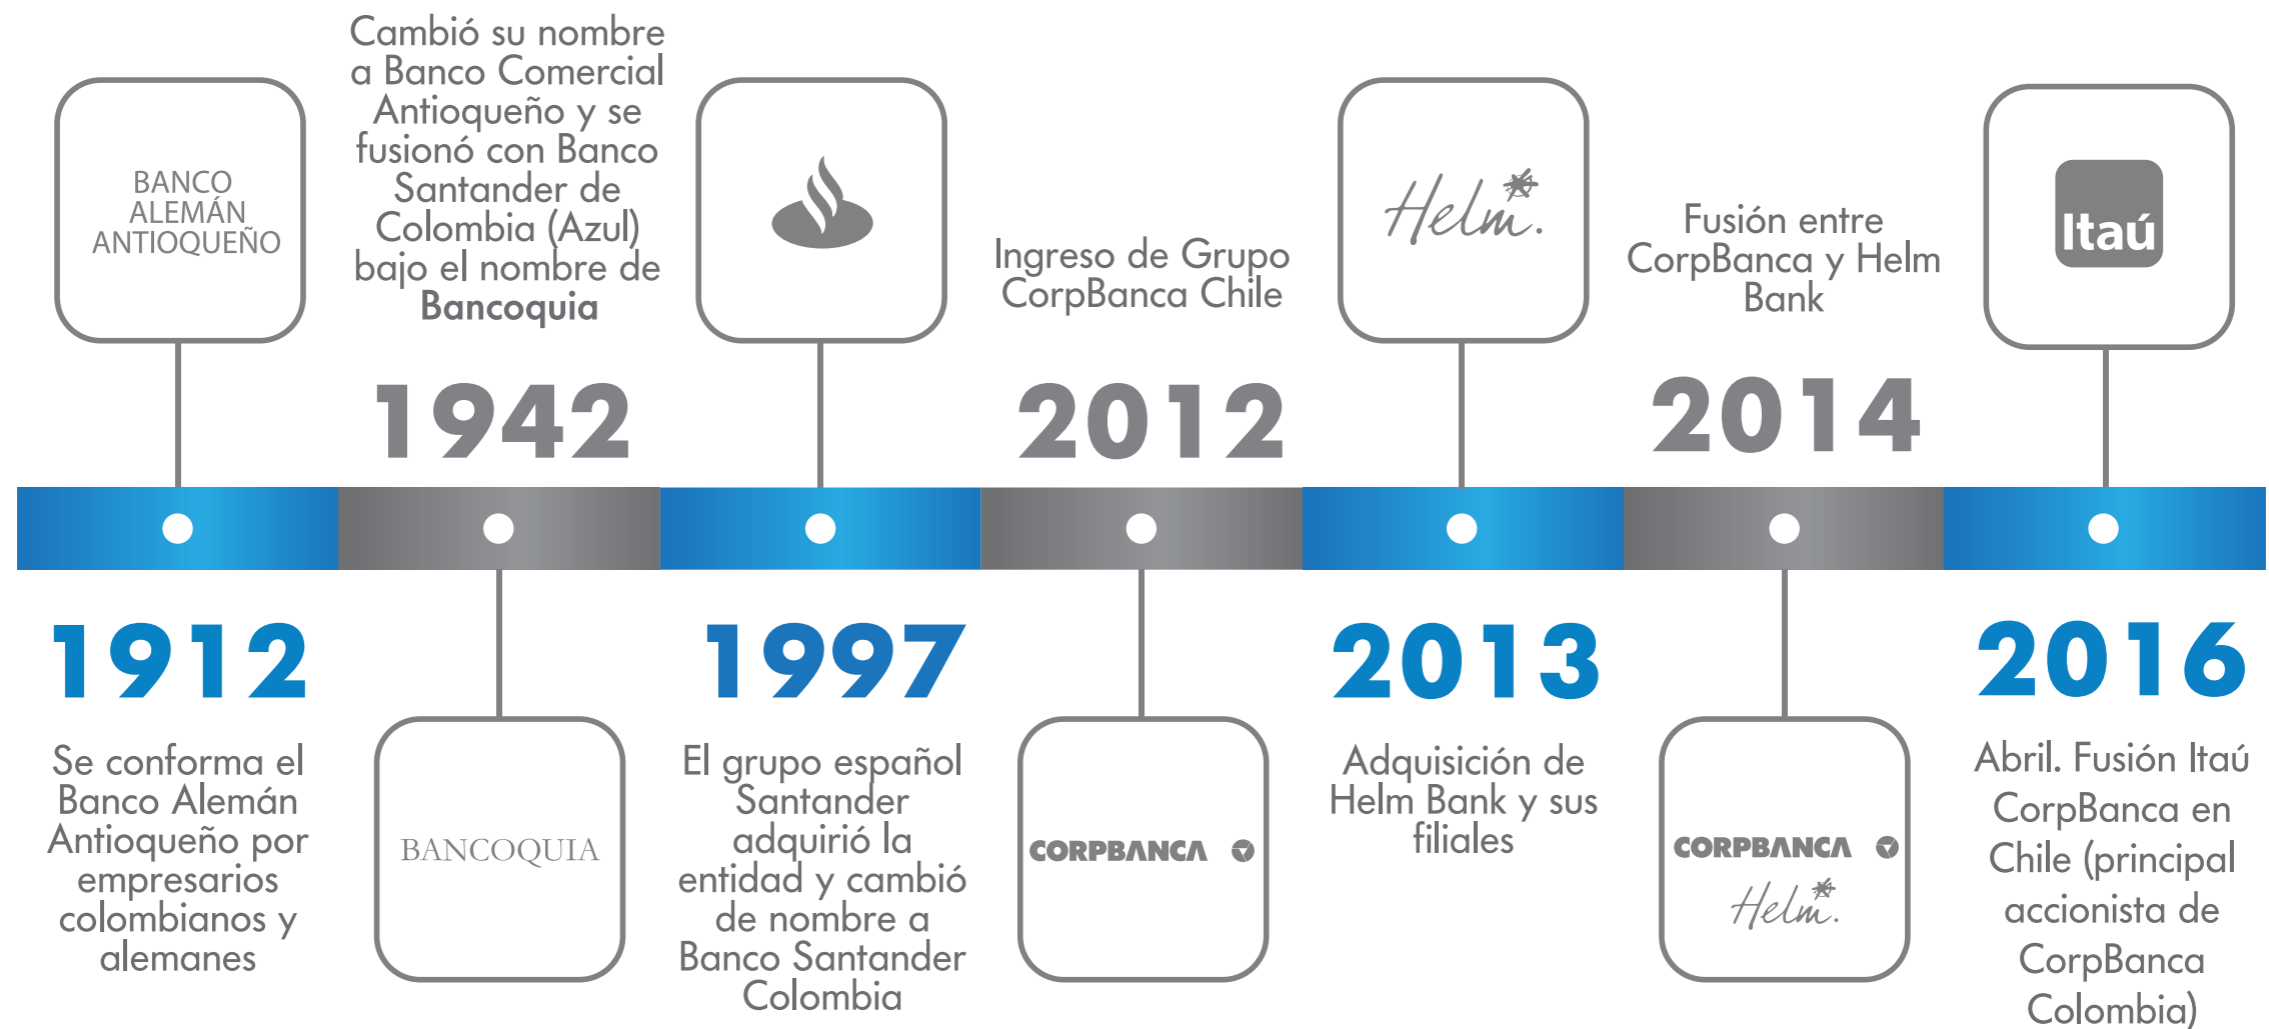 BANCO
ALEMÁN
ANTIOQUEÑO
1912
Se conforma el
Banco Alemán
Antioqueño por
empresarios
colombianos y
alemanes
Cambió su nombre
a Banco Comercial
Antioqueño y se
fusionó con Banco
Santander de
Colombia (Azul)
bajo el nombre de
Bancoquia
1942
BANCOQUIA
1997
El grupo español
Santander
adquirió la
entidad y cambió
de nombre a
Banco Santander
Colombia
Ingreso de Grupo
CorpBanca Chile
2012
CORPBANCA
Helm.
2013
Adquisición de
Helm Bank y sus
filiales
Fusión entre
CorpBanca y Helm
Bank
2014
CORPBANCA
Helm.
Itaú
2016
Abril. Fusión Itaú
CorpBanca en
Chile (principal
accionista de
CorpBanca
Colombia)